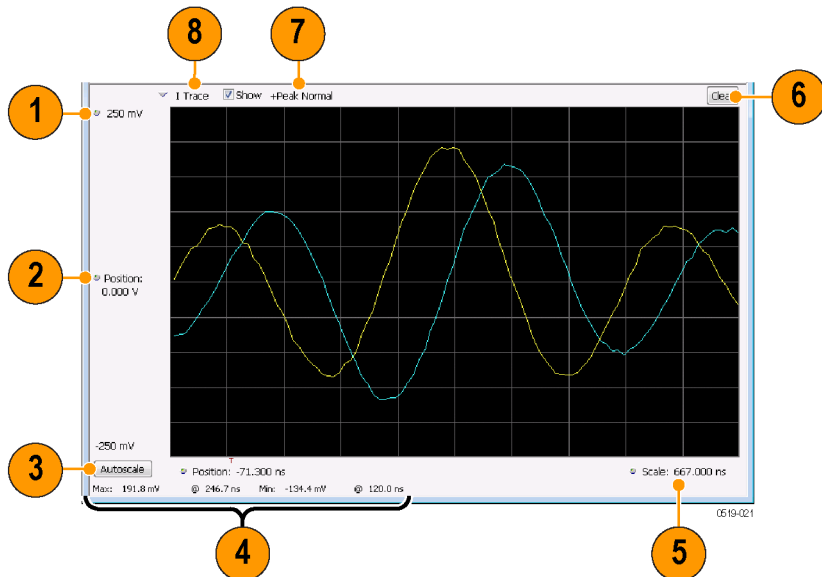 8 7
I Trace Show +Peak Normal Clear
1 250 mV 6
2 Position:
0.000 V
-250 mV
T
3 Autoscale Position: -71.300 ns Scale: 667.000 ns
Max: 191.8 mV @ 246.7 ns Min: -134.4 mV @ 120.0 ns
0519-021
4 5